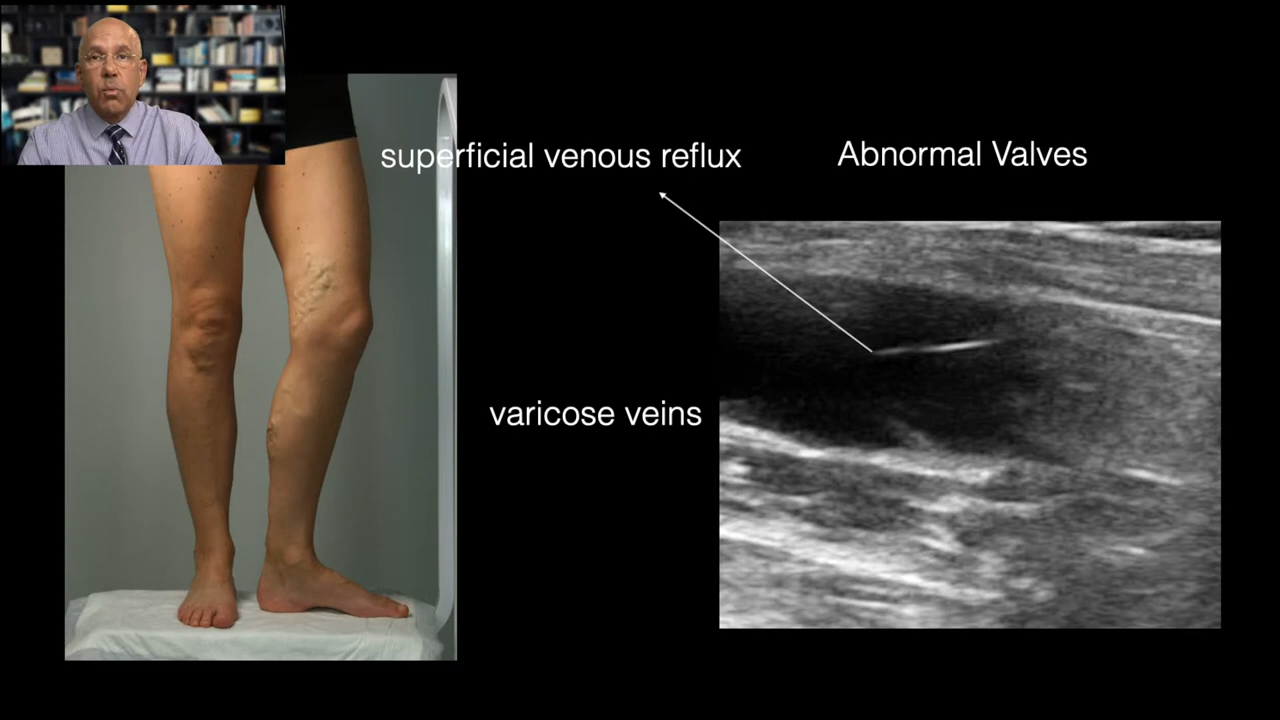 superficial venous reflux
Abnormal Valves
varicose veins